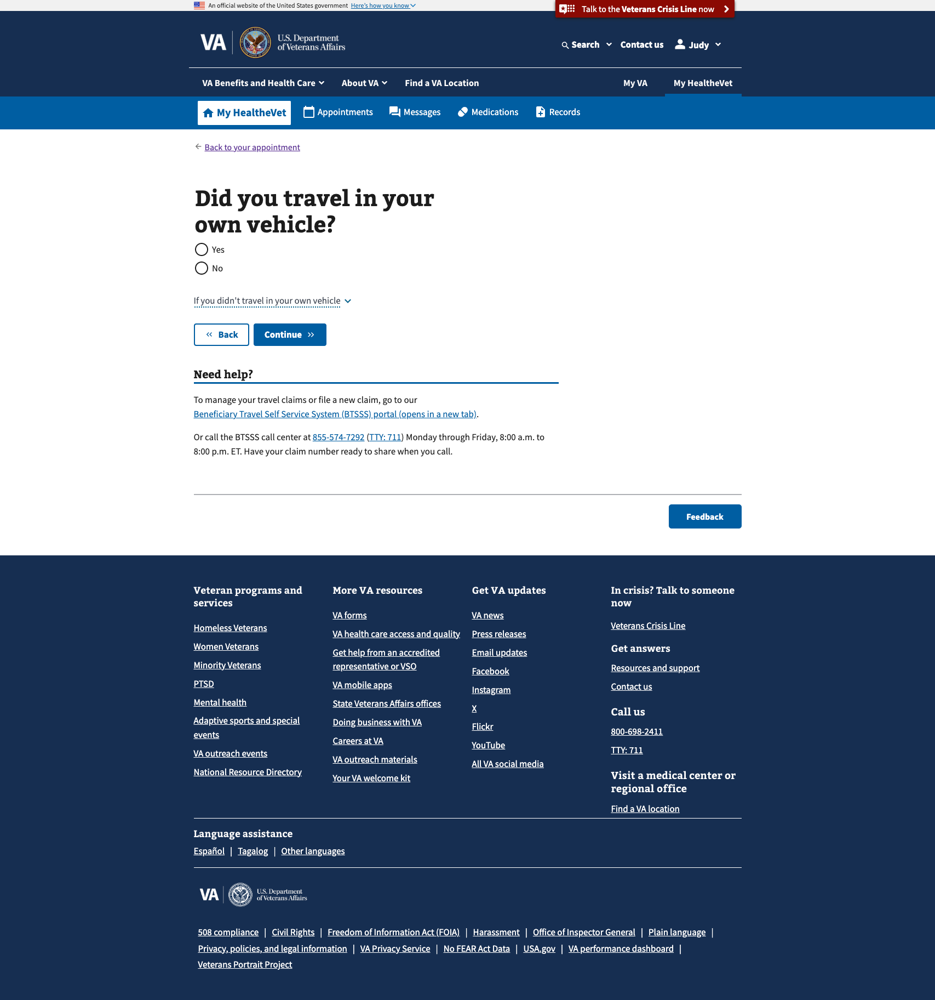 An official website of the United States government Here's how you know
Talk to the Veterans Crisis Line now
VA U.S. Department
of Veterans Affairs
Search Contact us Judy
VA Benefits and Health Care About VA Find a VA Location My VA My HealtheVet
My HealtheVet Appointments Messages Medications Records
Back to your appointment
Did you travel in your
own vehicle?
Yes
No
If you didn't travel in your own vehicle
Back Continue
Need help?
To manage your travel claims or file a new claim, go to our
Beneficiary Travel Self Service System (BTSSS) portal (opens in a new tab).
Or call the BTSSS call center at 855-574-7292 (TTY: 711) Monday through Friday, 8:00 a.m. to
8:00 p.m. ET. Have your claim number ready to share when you call.
Feedback
Veteran programs and
services
Homeless Veterans
Women Veterans
Minority Veterans
PTSD
Mental health
Adaptive sports and special
events
VA outreach events
National Resource Directory
More VA resources
VA forms
VA health care access and quality
Get help from an accredited
representative or VSO
VA mobile apps
State Veterans Affairs offices
Doing business with VA
Careers at VA
VA outreach materials
Your VA welcome kit
Get VA updates
VA news
Press releases
Email updates
Facebook
Instagram
X
Flickr
YouTube
All VA social media
In crisis? Talk to someone
now
Veterans Crisis Line
Get answers
Resources and support
Contact us
Call us
800-698-2411
TTY: 711
Visit a medical center or
regional office
Find a VA location
Language assistance
Español | Tagalog | Other languages
VA U.S. Department
of Veterans Affairs
508 compliance | Civil Rights | Freedom of Information Act (FOIA) | Harassment | Office of Inspector General | Plain language |
Privacy, policies, and legal information | VA Privacy Service | No FEAR Act Data | USA.gov | VA performance dashboard |
Veterans Portrait Project